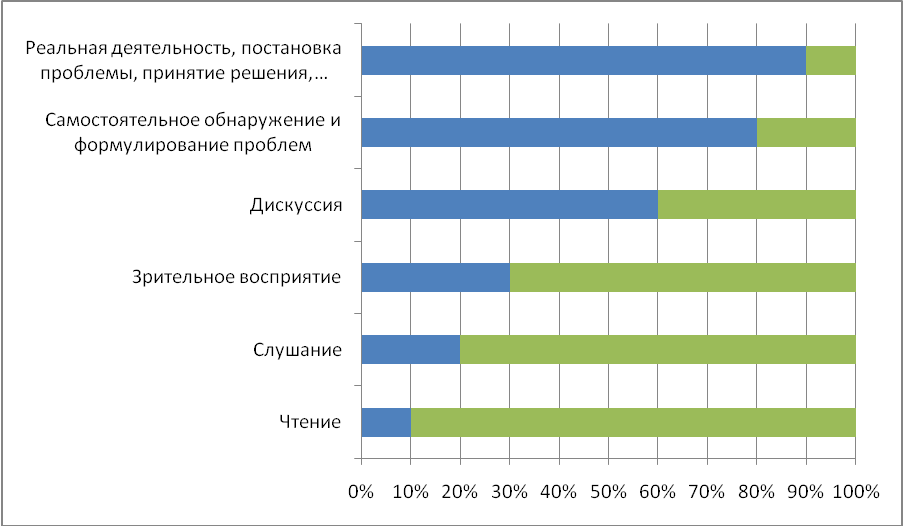 Реальная деятельность, постановка
проблемы, принятие решения,...
Самостоятельное обнаружение и
формулирование проблем
Дискуссия
Зрительное восприятие
Слушание
Чтение
0% 10% 20% 30% 40% 50% 60% 70% 80% 90% 100%